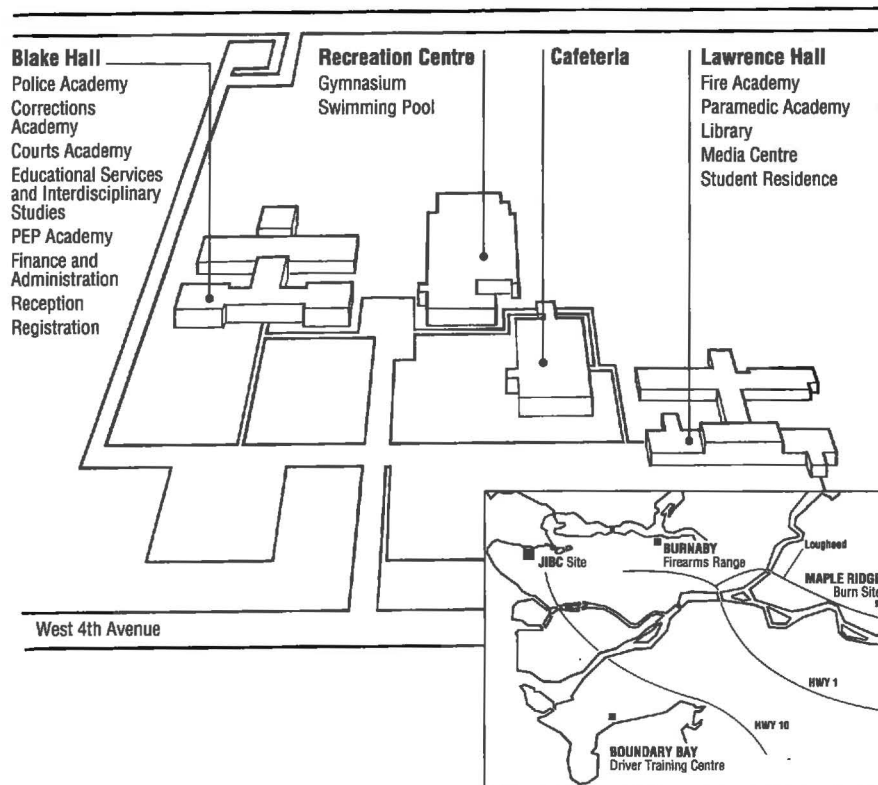 Blake Hall
Police Academy
Corrections
Academy
Courts Academy
Educational Services
and Interdisciplinary
Studies
PEP Academy
Finance and
Administration
Reception
Registration
Recreation Centre
Gymnasium
Swimming Pool
Cafeteria
Lawrence Hall
Fire Academy
Paramedic Academy
Library
Media Centre
Student Residence
West 4th Avenue
JIBC Site
BURNABY
Firearms Range
Lougheed
MAPLE RIDGE
Burn Site
HWY 1
HWY 10
BOUNDARY BAY
Driver Training Centre